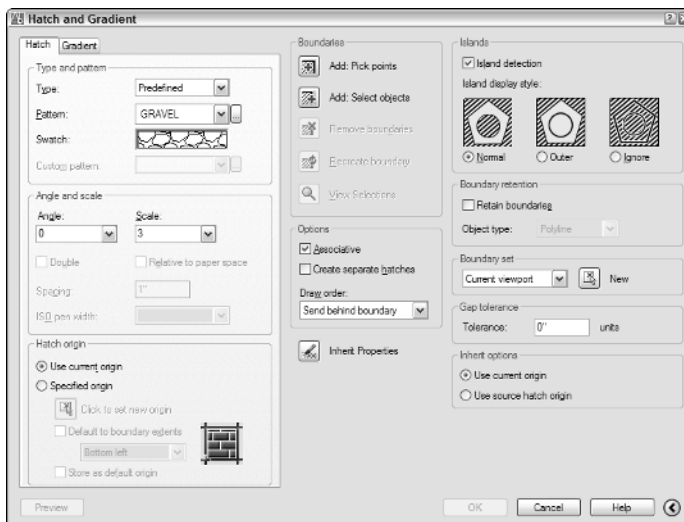 Hatch and Gradient
Hatch
Gradient
Type and pattern
Type:
Predefined
Pattern:
GRAVEL
...
Swatch:
Custom pattern:
...
Angle and scale
Angle:
Scale:
0
3
Double
Relative to paper space
Spacing:
1"
ISO pen width:
Hatch origin
Use current origin
Specified origin
Click to set new origin
Default to boundary extents
Bottom left
Store as default origin
Preview
Boundaries
Add: Pick points
Add: Select objects
Remove boundaries
Recreate boundary
View Selections
Options
Associative
Create separate hatches
Draw order:
Send behind boundary
Inherit Properties
Islands
Island detection
Island display style:
Normal
Outer
Ignore
Boundary retention
Retain boundaries
Object type:
Polyline
Boundary set
Current viewport
New
Gap tolerance
Tolerance:
0"
units
Inherit options
Use current origin
Use source hatch origin
OK
Cancel
Help